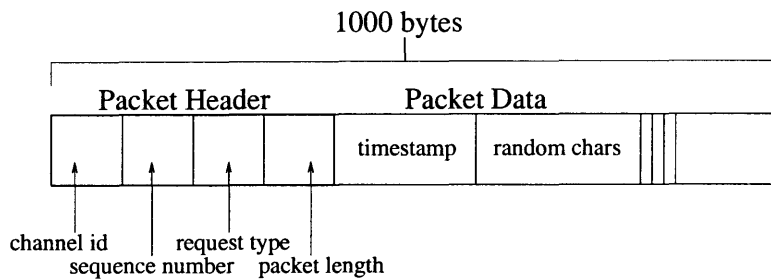 1000 bytes
Packet Header Packet Data
timestamp random chars
channel id request type
sequence number packet length